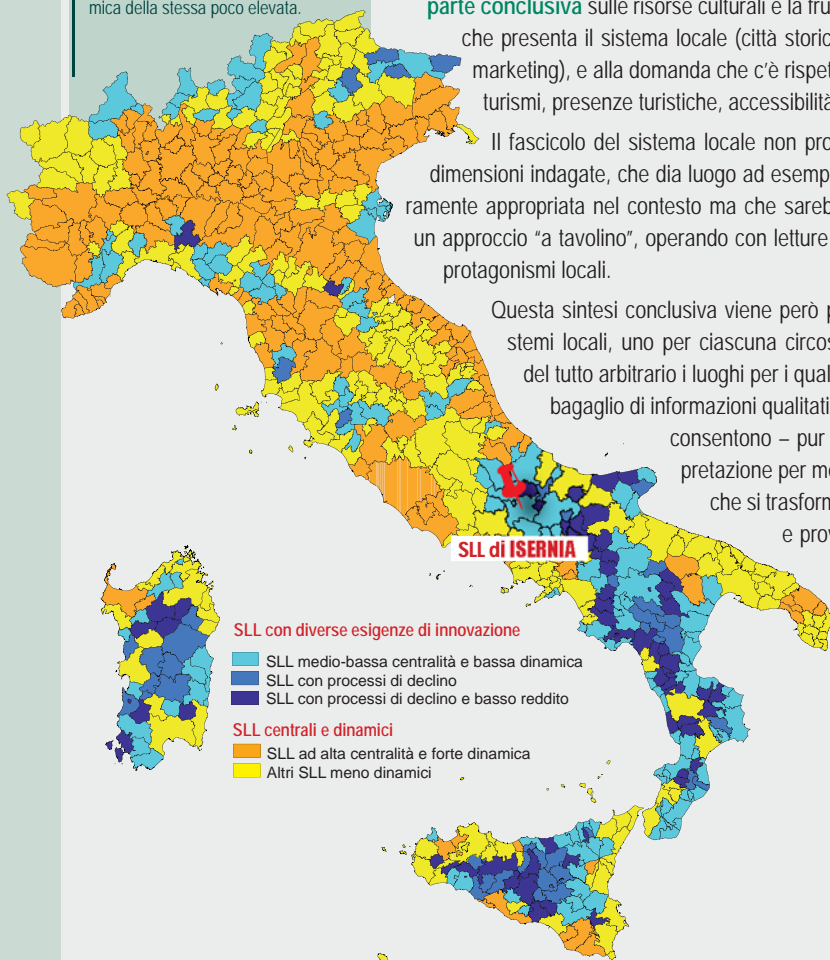 mica della stessa poco elevata.
parte conclusiva sulle risorse culturali e la fru
che presenta il sistema locale (città storic
marketing), e alla domanda che c'è rispet
turismi, presenze turistiche, accessibilità
Il fascicolo del sistema locale non pro
dimensioni indagate, che dia luogo ad esemp
ramente appropriata nel contesto ma che sareb
un approccio "a tavolino", operando con letture
protagonismi locali.
Questa sintesi conclusiva viene però p
stemi locali, uno per ciascuna circos
del tutto arbitrario i luoghi per i qual
bagaglio di informazioni qualitati
consentono – pur
pretazione per me
che si trasform
e prov
SLL di ISERNIA
SLL con diverse esigenze di innovazione
SLL medio-bassa centralità e bassa dinamica
SLL con processi di declino
SLL con processi di declino e basso reddito
SLL centrali e dinamici
SLL ad alta centralità e forte dinamica
Altri SLL meno dinamici